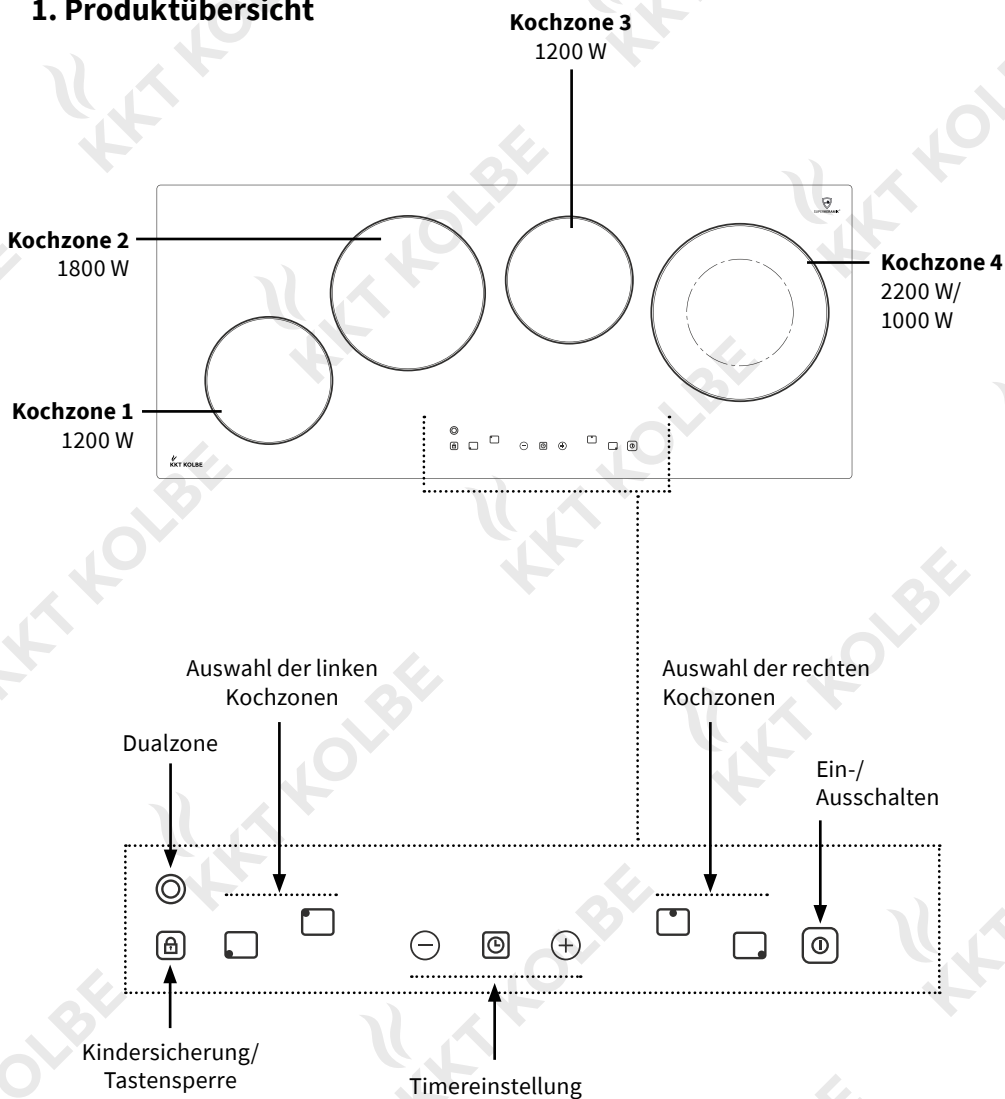 1. Produktübersicht
Kochzone 3
1200 W
Kochzone 2
1800 W
Kochzone 4
2200 W/
1000 W
Kochzone 1
1200 W
KKT KOLBE
Auswahl der linken
Kochzonen
Auswahl der rechten
Kochzonen
Dualzone
Ein-/
Ausschalten
Kindersicherung/
Tastensperre
Timereinstellung